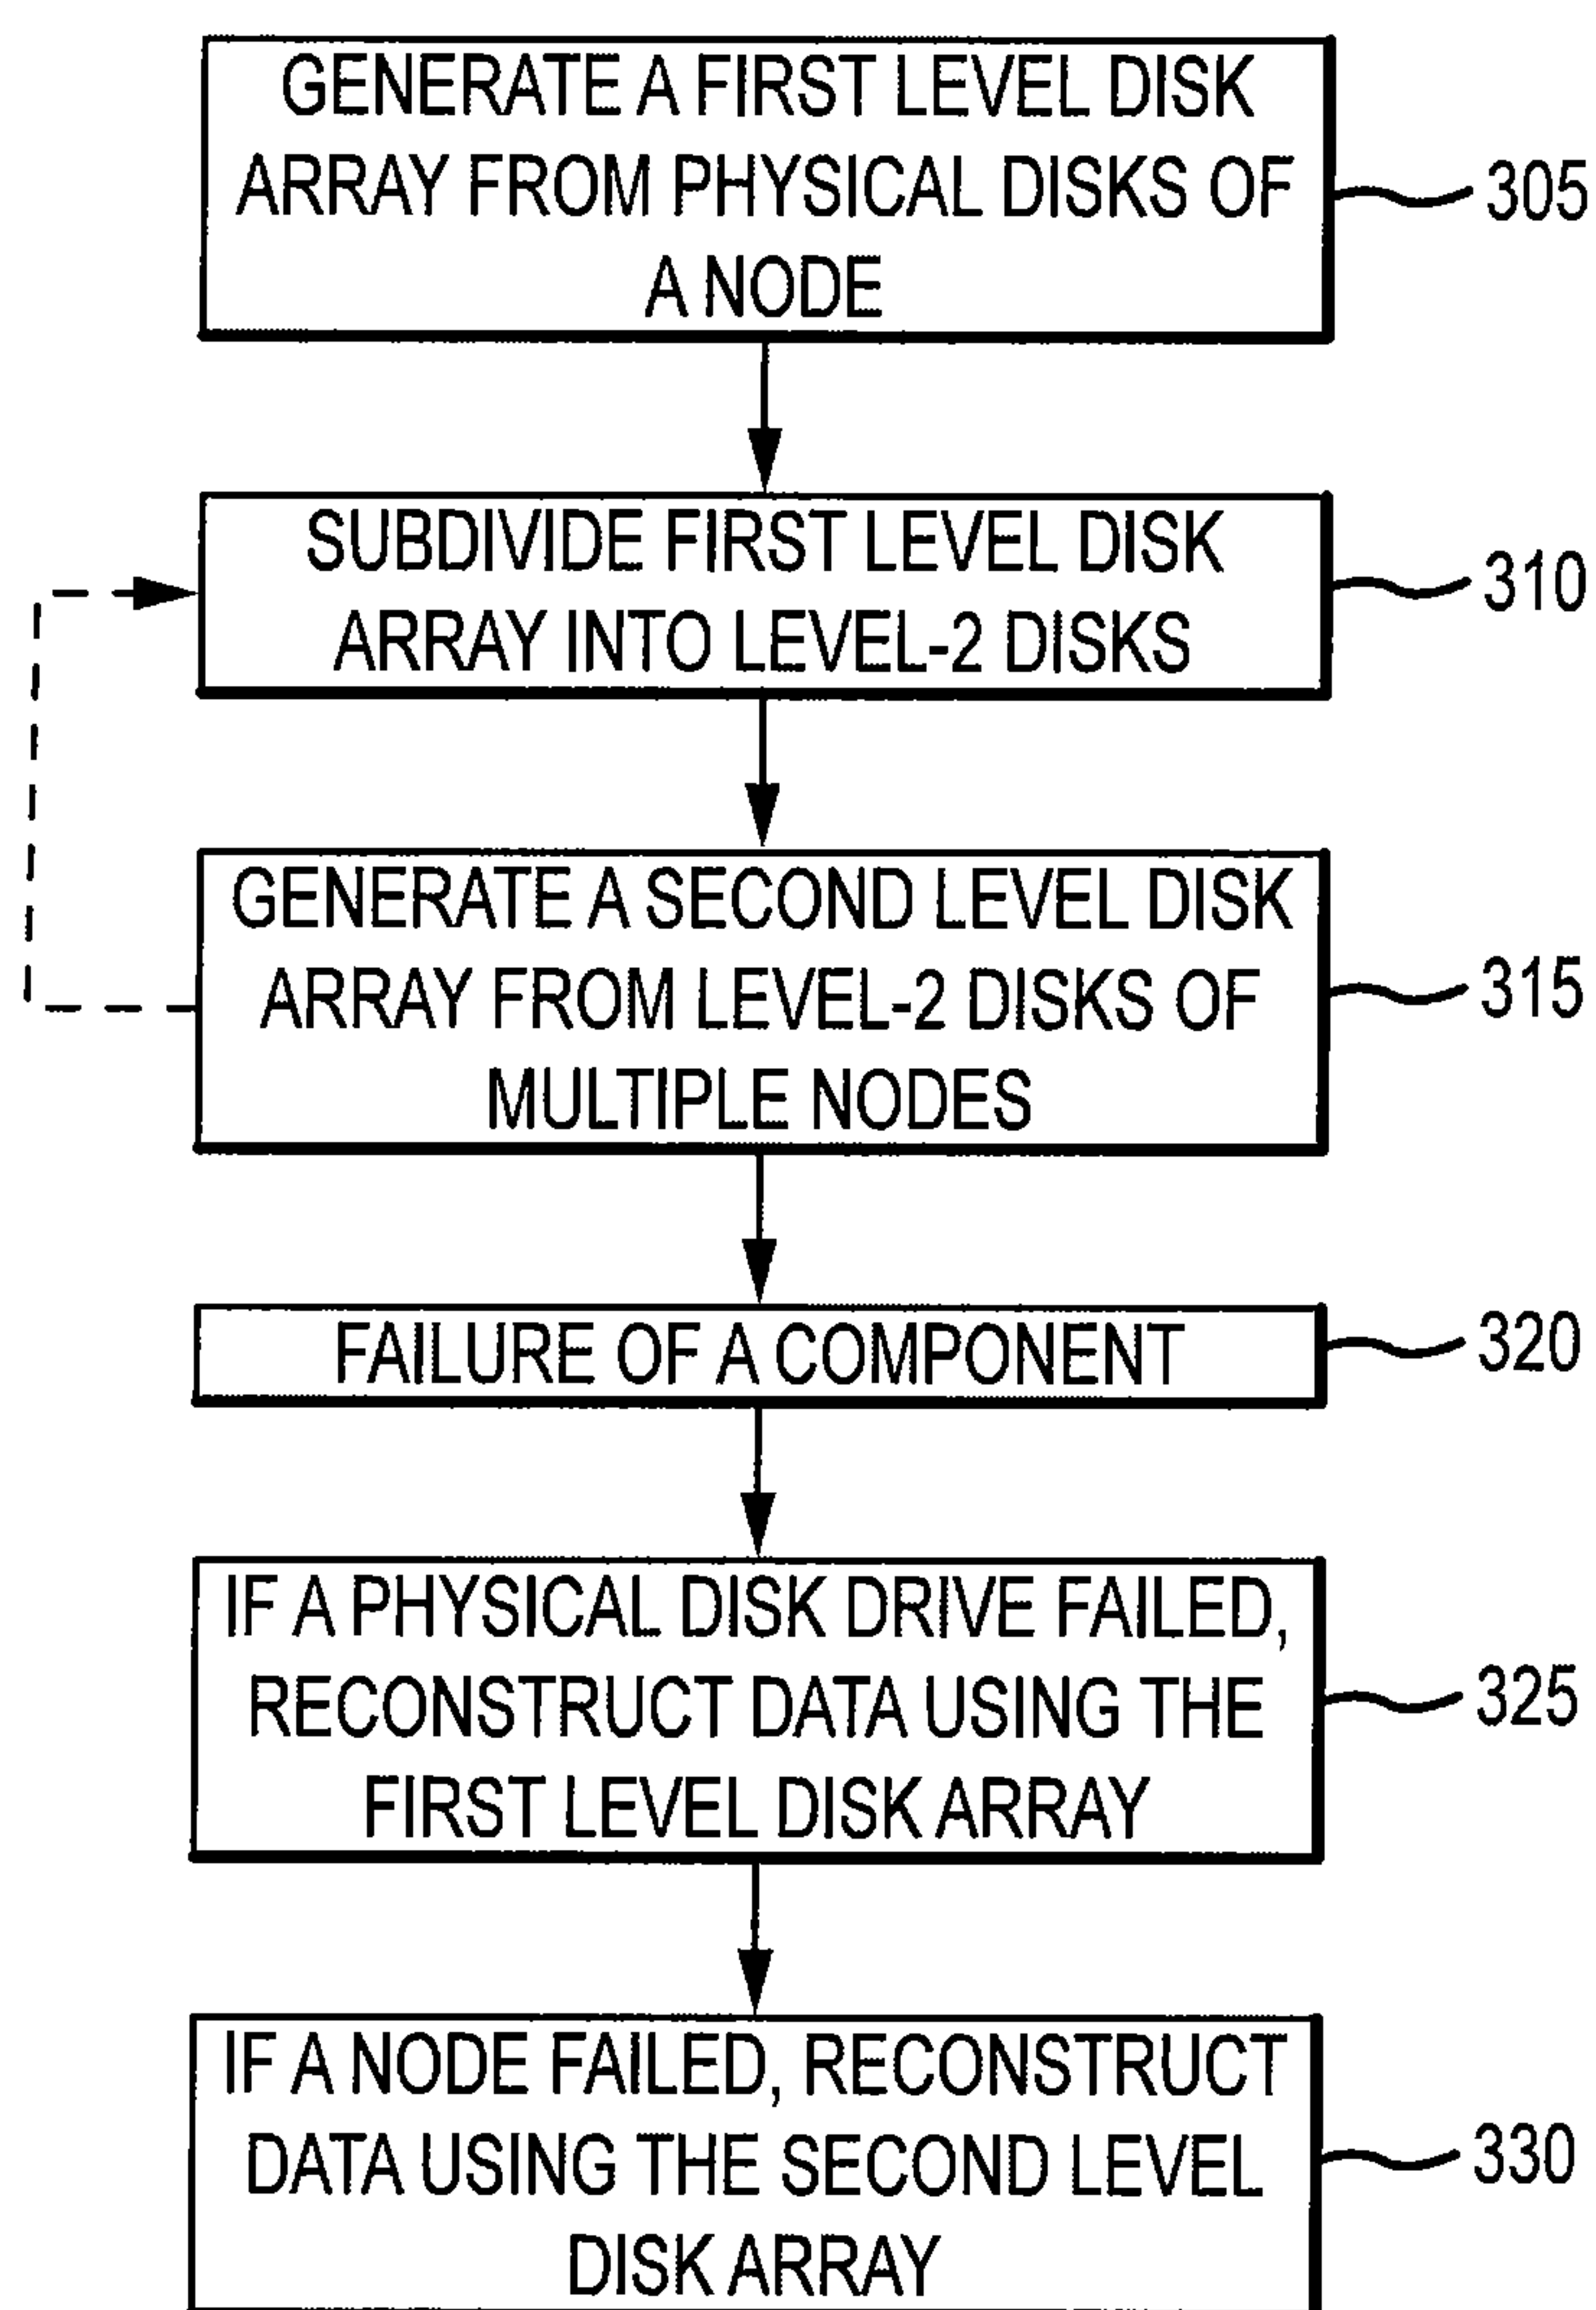 GENERATE A FIRST LEVEL DISK
ARRAY FROM PHYSICAL DISKS OF
A NODE
305
SUBDIVIDE FIRST LEVEL DISK
ARRAY INTO LEVEL-2 DISKS
310
GENERATE A SECOND LEVEL DISK
ARRAY FROM LEVEL-2 DISKS OF
MULTIPLE NODES
315
FAILURE OF A COMPONENT
320
IF A PHYSICAL DISK DRIVE FAILED,
RECONSTRUCT DATA USING THE
FIRST LEVEL DISK ARRAY
325
IF A NODE FAILED, RECONSTRUCT
DATA USING THE SECOND LEVEL
DISK ARRAY
330